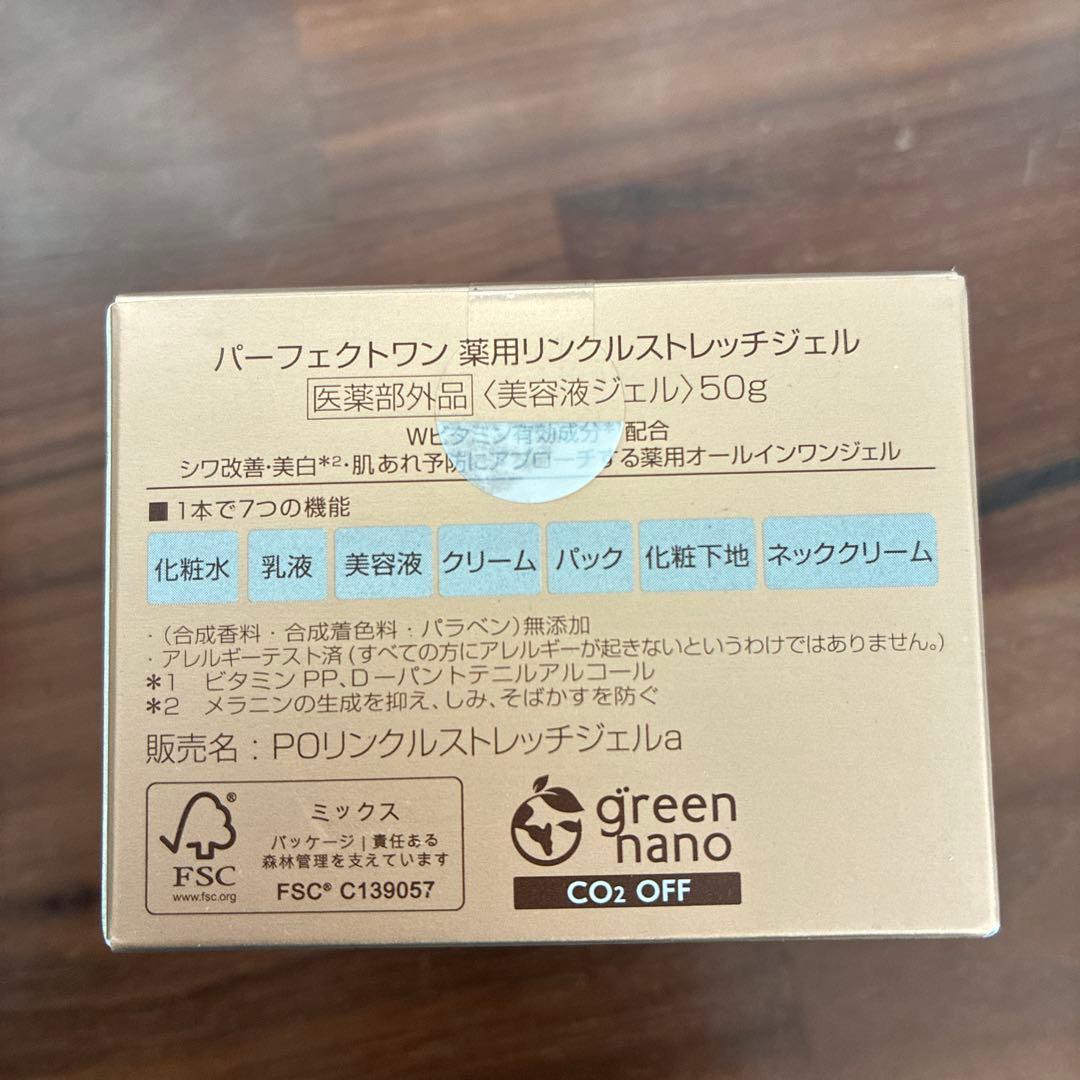 パーフェクトワン 薬用リンクルストレッチジェル
医薬部外品〈美容液ジェル〉50g
Wビタミン有効成分*¹配合
シワ改善・美白*²・肌あれ予防にアプローチする薬用オールインワンジェル
■1本で7つの機能
化粧水 乳液 美容液 クリーム パック 化粧下地 ネッククリーム
・(合成香料・合成着色料・パラベン)無添加
・アレルギーテスト済(すべての方にアレルギーが起きないというわけではありません。)
*1 ビタミンPP、D-パントテニルアルコール
*2 メラニンの生成を抑え、しみ、そばかすを防ぐ
販売名:POリンクルストレッチジェルa
FSC®
www.fsc.org
ミックス
パッケージ|責任ある
森林管理を支えています
FSC® C139057
green
nano
CO₂ OFF